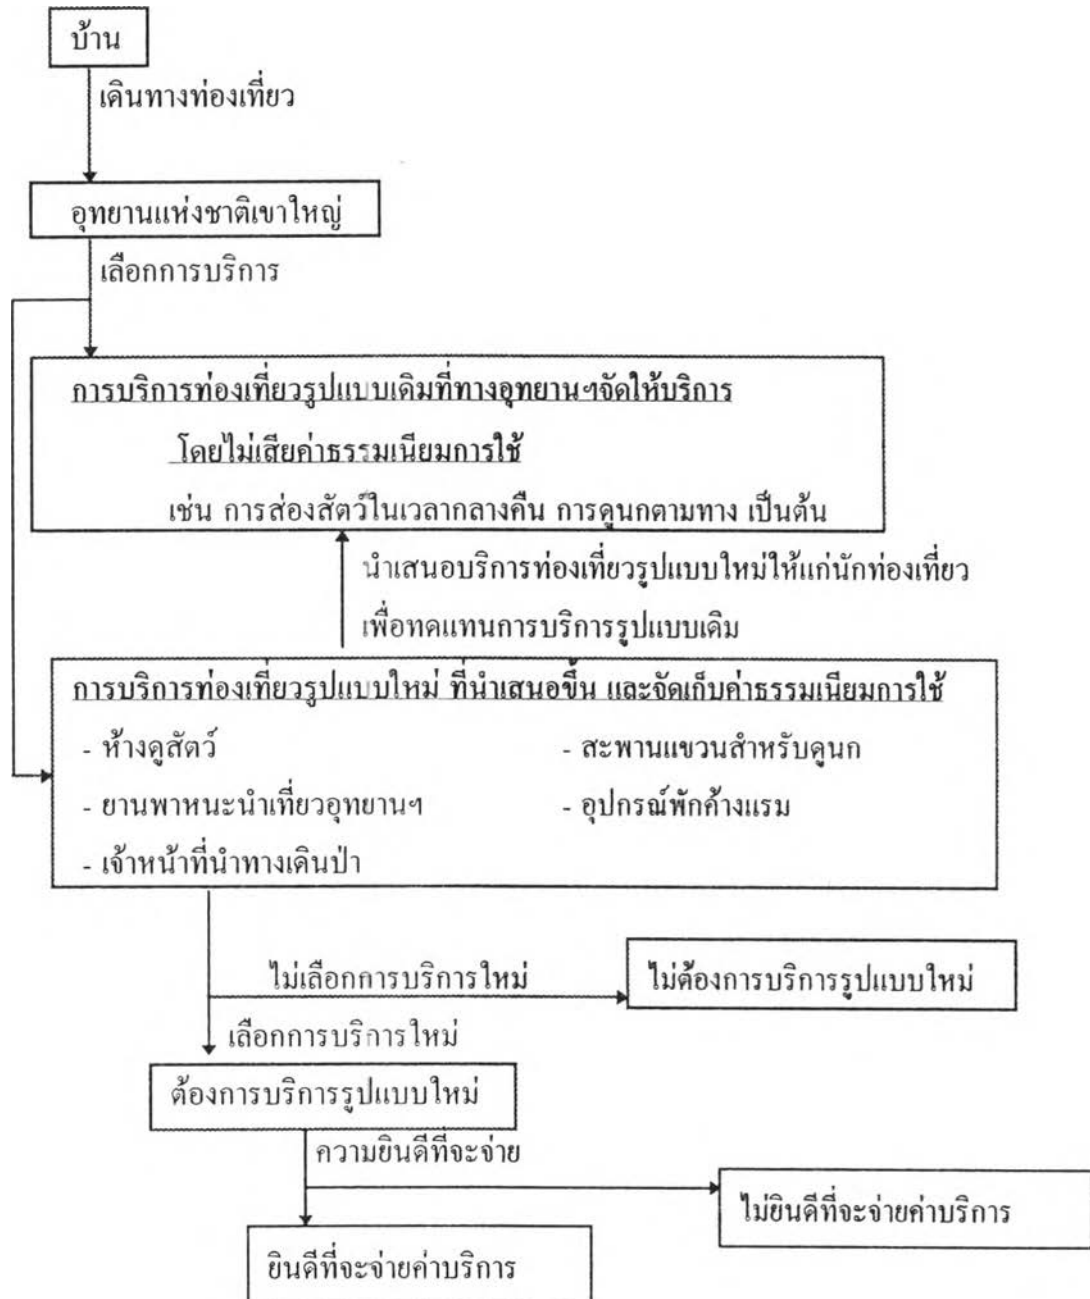 บ้าน
เดินทางท่องเที่ยว
อุทยานแห่งชาติเขาใหญ่
เลือกการบริการ
การบริการท่องเที่ยวรูปแบบเดิมที่ทางอุทยานฯจัดให้บริการ
โดยไม่เสียค่าธรรมเนียมการใช้
เช่น การส่องสัตว์ในเวลากลางคืน การดูนกตามทาง เป็นต้น
นำเสนอบริการท่องเที่ยวรูปแบบใหม่ให้แก่นักท่องเที่ยว
เพื่อทดแทนการบริการรูปแบบเดิม
การบริการท่องเที่ยวรูปแบบใหม่ ที่นำเสนอขึ้น และจัดเก็บค่าธรรมเนียมการใช้
- ห้างดูสัตว์ - สะพานแขวนสำหรับดูนก
- ยานพาหนะนำเที่ยวอุทยานฯ - อุปกรณ์พักค้างแรม
- เจ้าหน้าที่นำทางเดินป่า
ไม่เลือกการบริการใหม่ ไม่ต้องการบริการรูปแบบใหม่
เลือกการบริการใหม่
ต้องการบริการรูปแบบใหม่
ความยินดีที่จะจ่าย
ไม่ยินดีที่จะจ่ายค่าบริการ
ยินดีที่จะจ่ายค่าบริการ